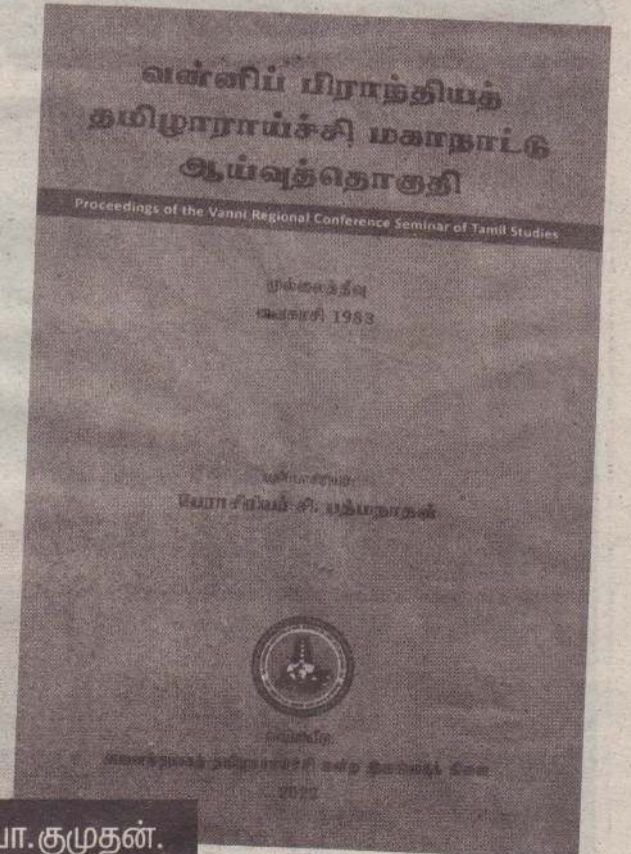 வன்னிப் பிராந்தியத்
தமிழாராய்ச்சி மகாநாட்டு
ஆய்வுத்தொகுதி
Proceedings of the Vanni Regional Conference Seminar of Tamil Studies
முல்லைத்தீவு
வைகாசி 1983
பேராசிரியர் சி. பத்மநாதன்
2022
பா.குமுதன்.